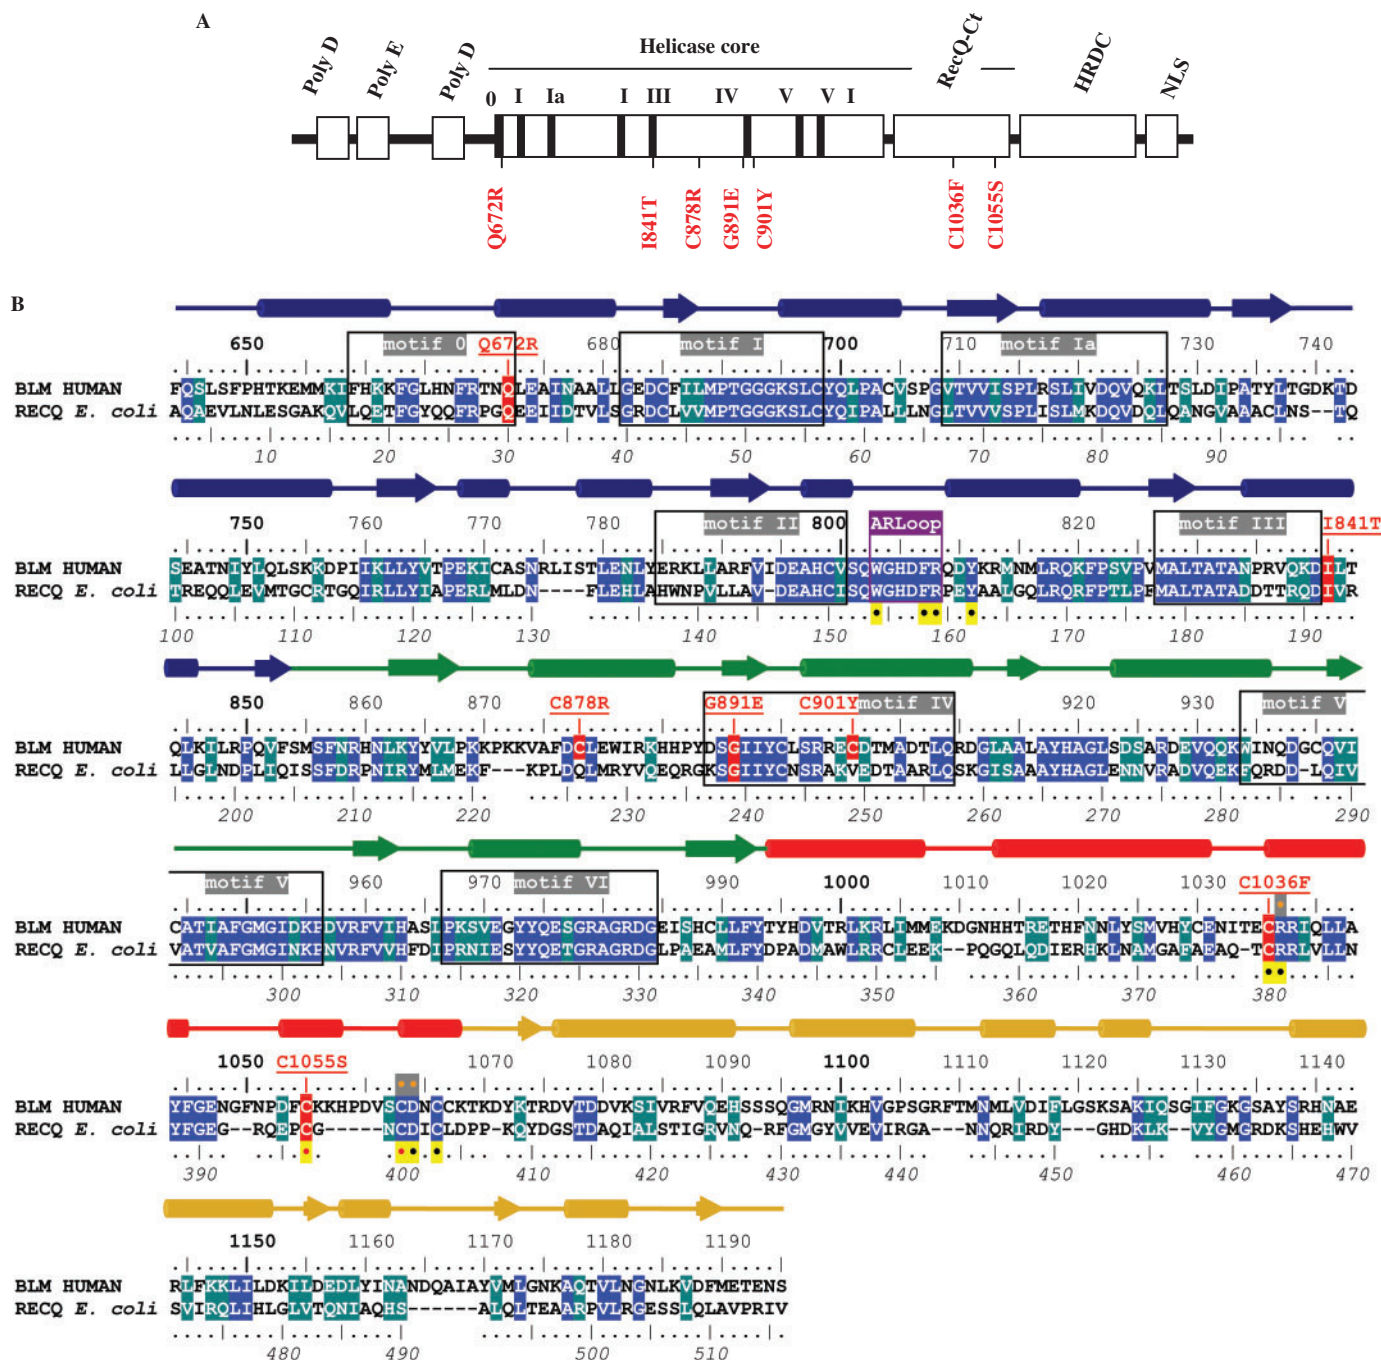 A
Poly D
Poly E
Poly D
Helicase core
RecQ-Ct
HRDC
NLS
0 I Ia I III IV V V I
Q672R
I841T
C878R
G891E
C901Y
C1036F
C1055S
B
650 motif 0 Q672R 680 motif I 700 710 motif Ia 730 740
BLM HUMAN FQSLSFPHTKEMMKIFHKKFGLHNFRTNQLEAINAALIGEDCFILMPTGGGKSLCYQLPACVSPGVTVVISPLRSLIVDQVQKLTSLDIPATYLTGDKTD
RECQ E. coli AQAEVLNLESGAKQVLQETFGYQQFRPGQEEIIDTVLSGRDCLVVMPTGGGKSLCYQIPALLLNGLTVVVSPLISLMKDQVDQLQANGVAAACLNS--TQ
10 20 30 40 50 60 70 80 90
750 760 770 780 motif II 800 ARLoop 820 motif III I841T
BLM HUMAN SEATNIYLQLSKKDPIIKLLYVTPEKICASNRLISTLENLYERKLLARFVIDEAHCVSQWGHDFRQDYKRMNMLRQKFPSVPVMALTATANPRVQKDILT
RECQ E. coli TREQQLEVMTGCRTGQIRLLYIAPERLMLDN----FLEHLAHWNPVLLAV-DEAHCISQWGHDFRPEYAALGQLRQRFPTLPFMALTATADDTTRQDIVR
100 110 120 130 140 150 160 170 180 190
850 860 870 C878R G891E C901Y motif IV 920 930 motif V
BLM HUMAN QLKILRPQVFSMSFNRHNLKYYVLPKKPKKVAFDCLEWIRKHHPYDSGIIYCLSRRECDTMADTLQRDGLAALAYHAGLSDSARDEVQQKWINQDGCQVI
RECQ E. coli LLGLNDPLIQISSFDRPNIRYMLMEKF---KPLDQLMRYVQEQRGKSGIIYCNSRAKVEDTAARLQSKGISAAAYHAGLENNVRADVQEKFQRDD-LQIV
200 210 220 230 240 250 260 270 280 290
motif V 960 970 motif VI 990 1000 1010 1020 1030 C1036F
BLM HUMAN CATIAFGMGIDKPDVRFVIHASLPKSVEGYYQESGRAGRDGEISHCLLFYTYHDVTRLKRLIMMEKDGNHHTRETHFNNLYSMVHYCENITECRRIQLLA
RECQ E. coli VATVAFGMGINKPNVRFVVHFDIPRNIESYYQETGRAGRDGLPAEAMLFYDPADMAWLRRCLEEK--PQGQLQDIERHKLNAMGAFAEAQ-TCRRLVLLN
300 310 320 330 340 350 360 370 380
1050 C1055S 1070 1080 1090 1100 1110 1120 1130 1140
BLM HUMAN YFGENGFNPDFCKKHPDVSCDNCCKTKDYKTRDVTDDVKSIVRFVQEHSSSQGMRNIKHVGPSGRFTMNMLVDIFLGSKSAKIQSGIFGKGSAYSRHNAE
RECQ E. coli YFGEG--RQEPCG-----NCDICLDPP-KQYDGSTDAQIALSTIGRVNQ-RFGMGYVVEVIRGA---NNQRIRDY---GHDKLK--VYGMGRDKSHEHWV
390 400 410 420 430 440 450 460 470
1150 1160 1170 1180 1190
BLM HUMAN RLFKKLILDKILDEDLYINANDQAIAYVMLGNKAQTVLNGNLKVDFMETENS
RECQ E. coli SVIRQLIHLGLVTQNIAQHS------ALQLTEAARPVLRGESSLQLAVPRIV
480 490 500 510